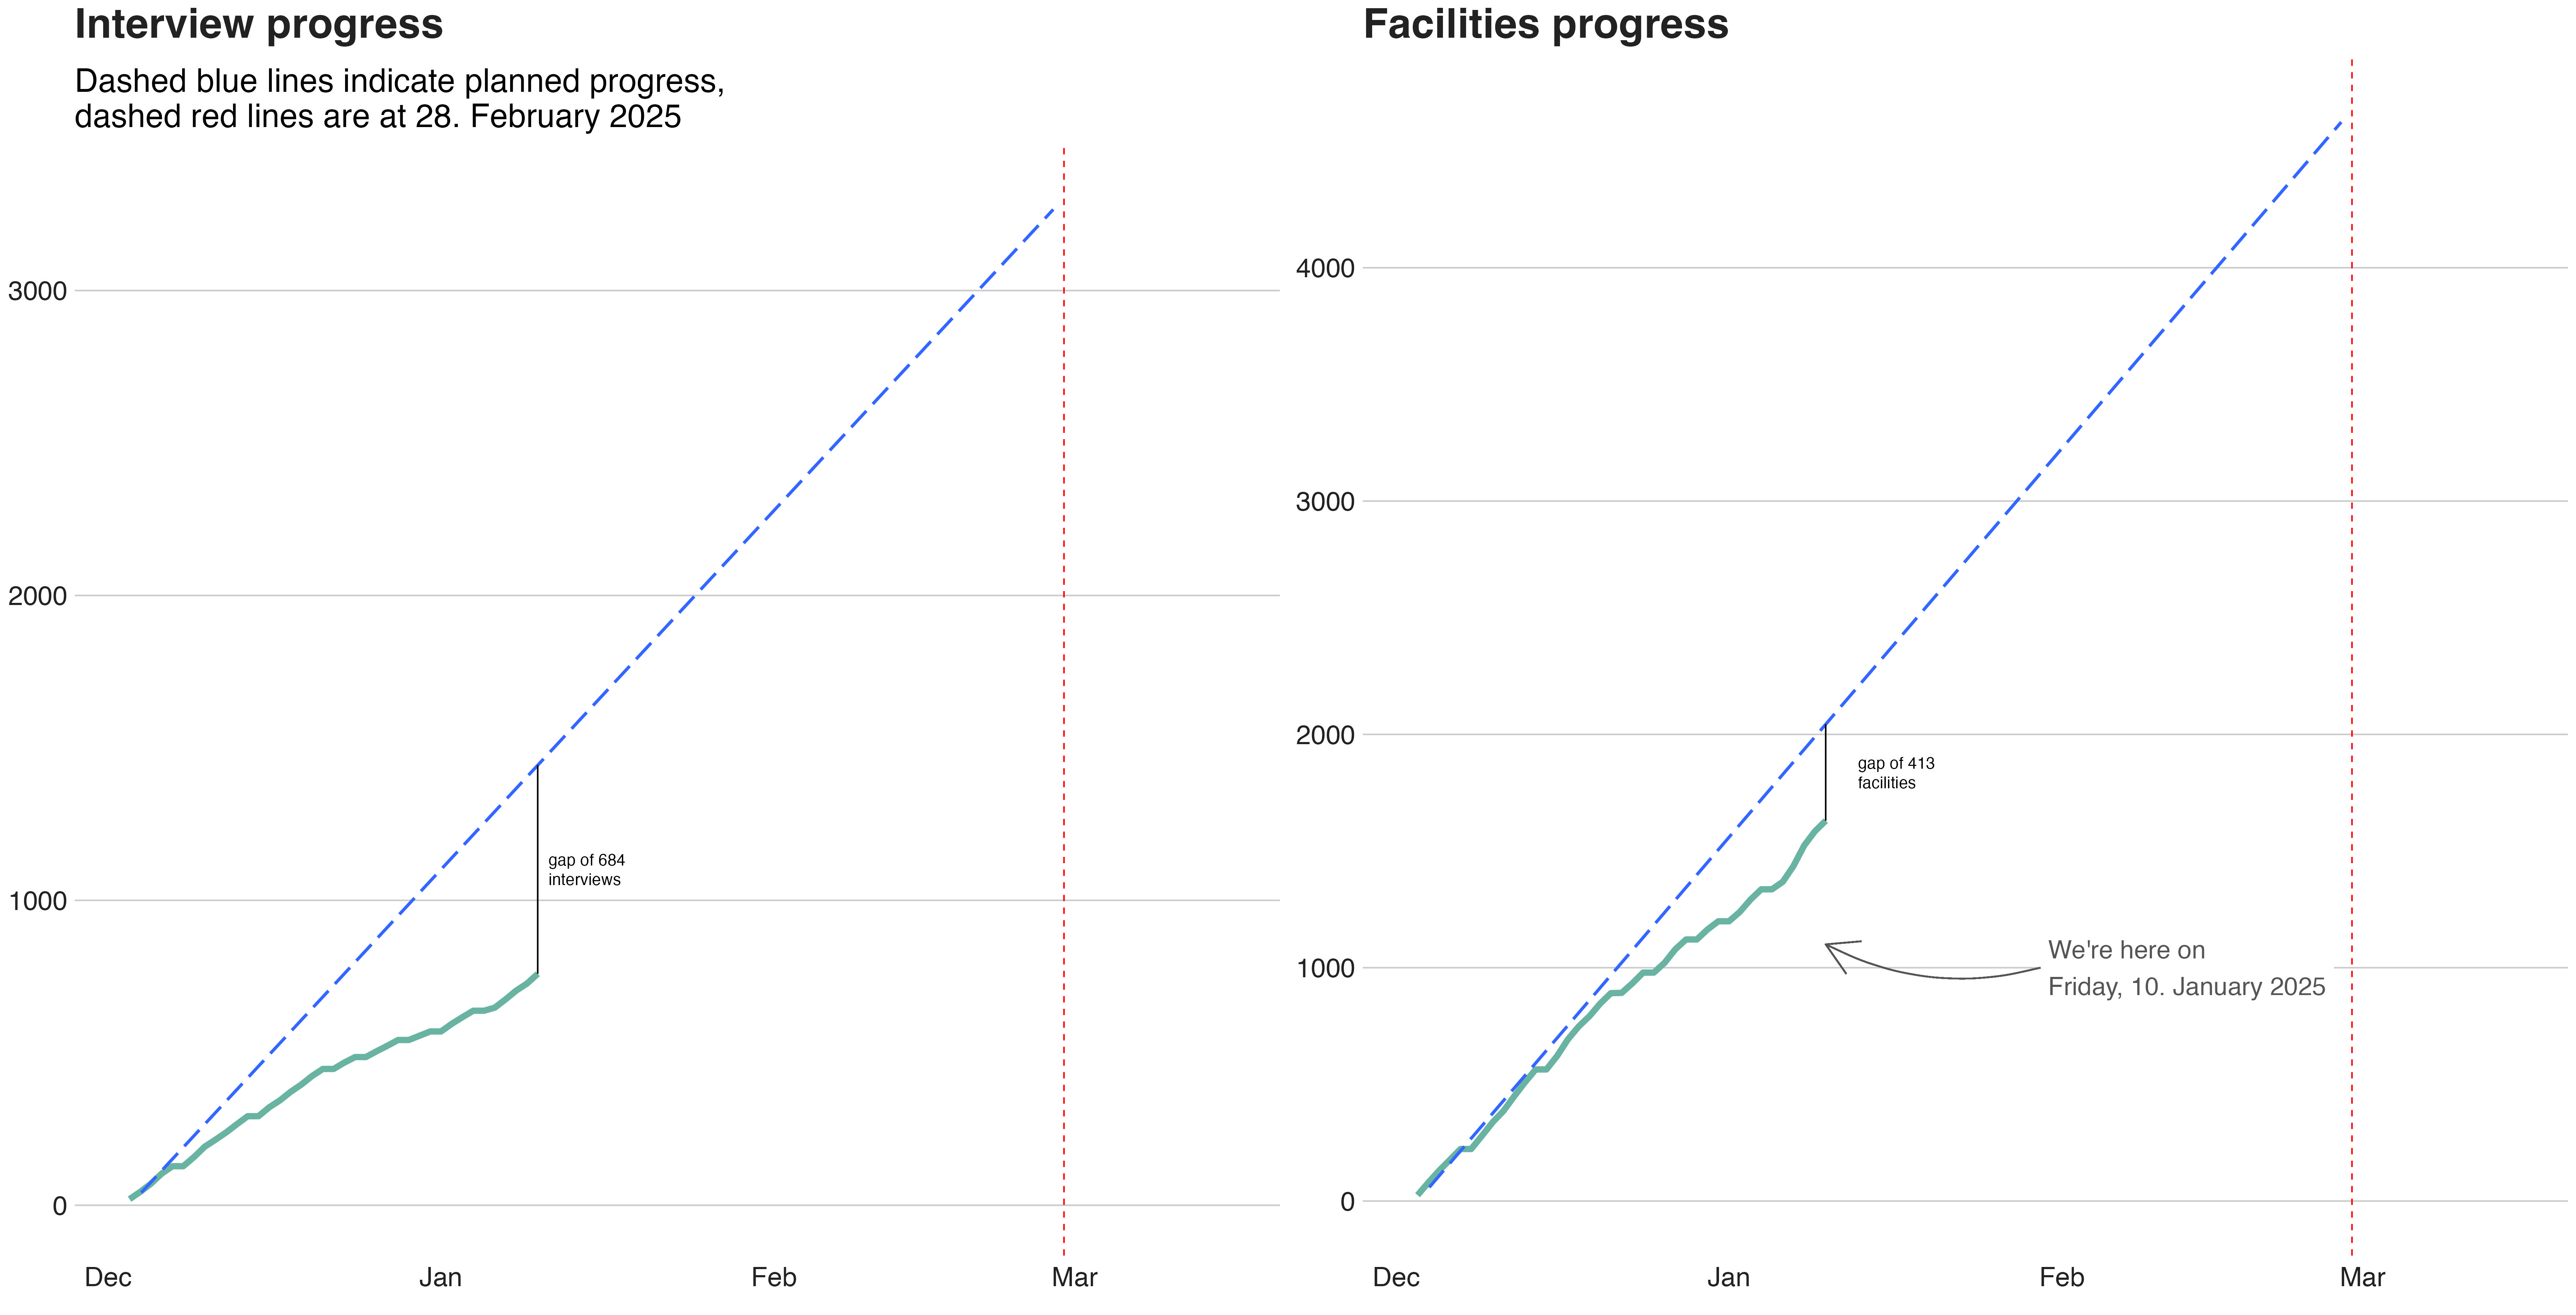 Interview progress
Dashed blue lines indicate planned progress,
dashed red lines are at 28. February 2025
3000
2000
1000
0
gap of 684
interviews
Dec
Jan
Feb
Mar
Facilities progress
4000
3000
2000
1000
0
gap of 413
facilities
We're here on
Friday, 10. January 2025
Dec
Jan
Feb
Mar